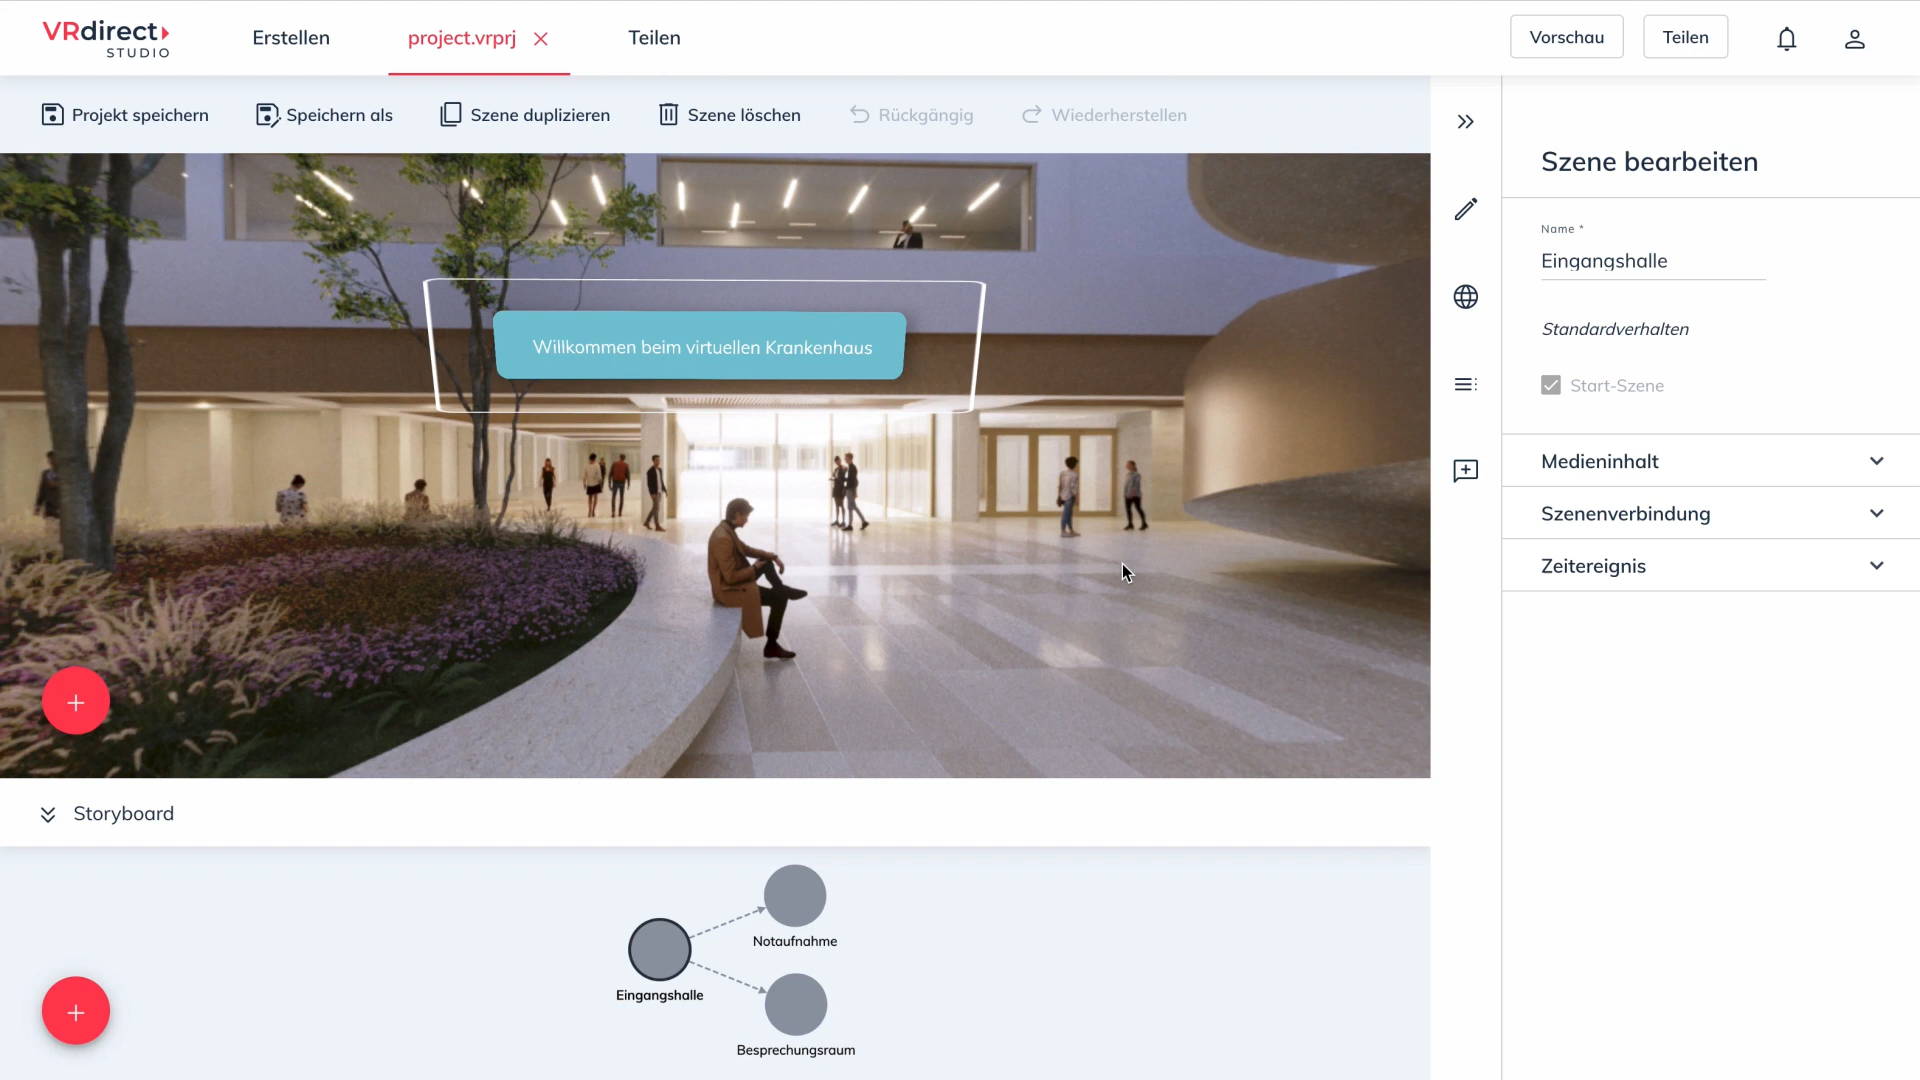 VRdirect
STUDIO
Erstellen
project.vrprj
Teilen
Vorschau
Teilen
Projekt speichern
Speichern als
Szene duplizieren
Szene löschen
Rückgängig
Wiederherstellen
Willkommen beim virtuellen Krankenhaus
Szene bearbeiten
Name *
Eingangshalle
Standardverhalten
Start-Szene
Medieninhalt
Szenenverbindung
Zeitereignis
Storyboard
Notaufnahme
Eingangshalle
Besprechungsraum